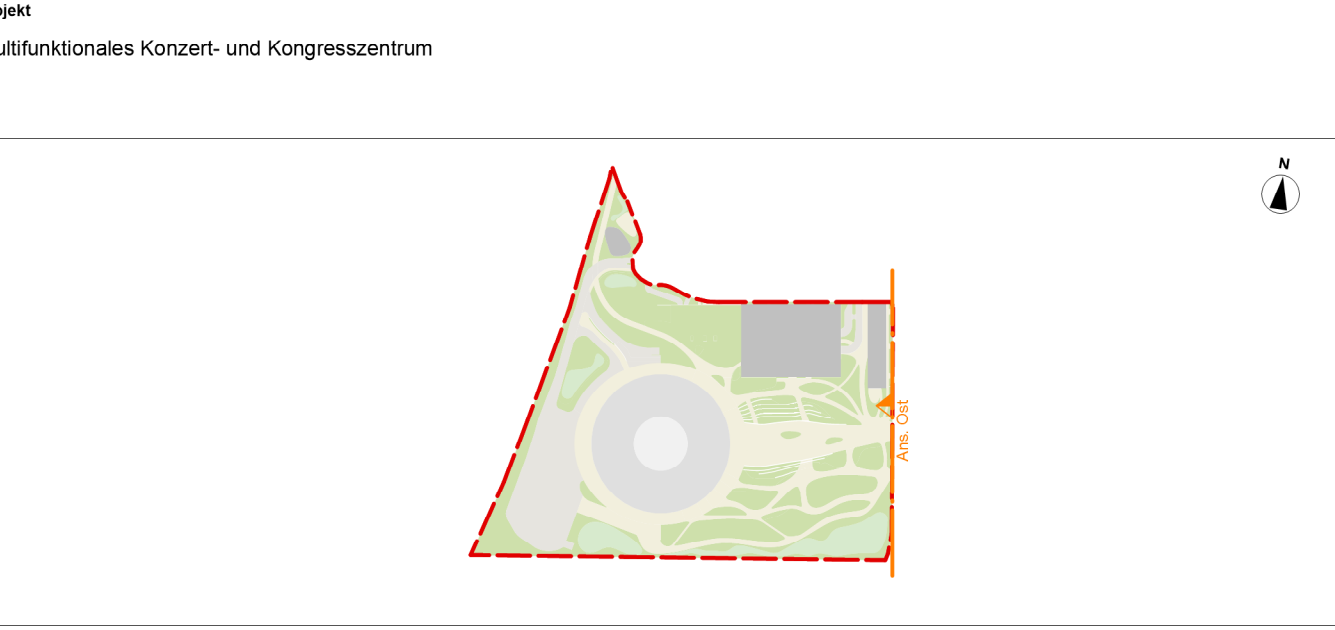 ojekt
ultifunktionales Konzert- und Kongresszentrum
N
Ans. Ost